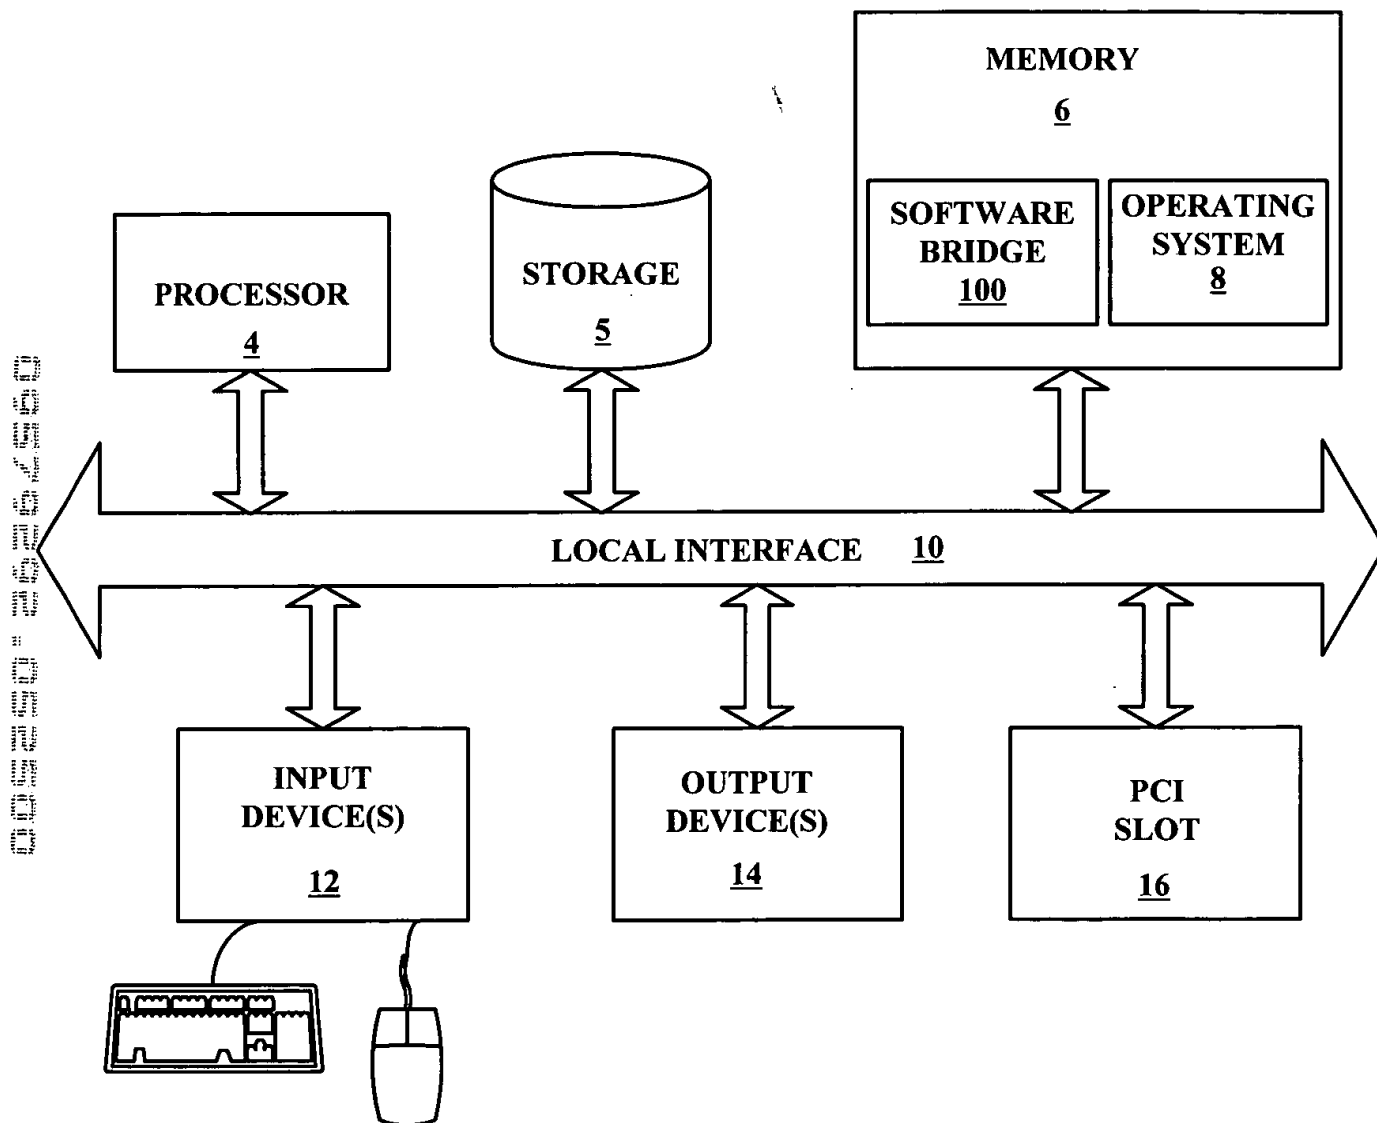 MEMORY
6
SOFTWARE
BRIDGE
100
OPERATING
SYSTEM
8
STORAGE
5
PROCESSOR
4
LOCAL INTERFACE 10
INPUT
DEVICE(S)
12
OUTPUT
DEVICE(S)
14
PCI
SLOT
16